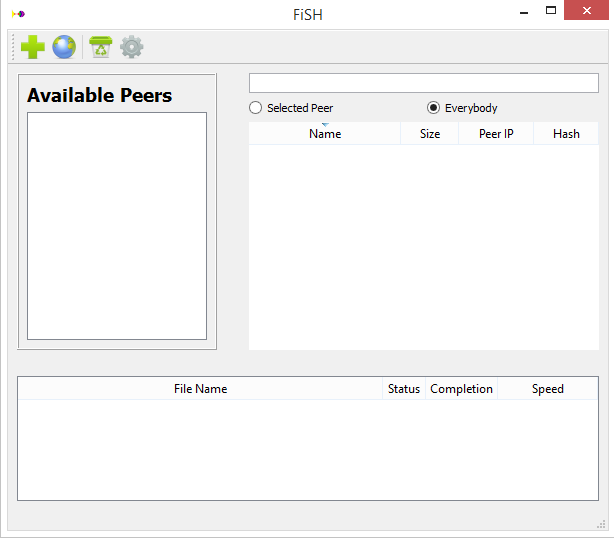 FiSH
Available Peers
Selected Peer Everybody
Name Size Peer IP Hash
File Name Status Completion Speed